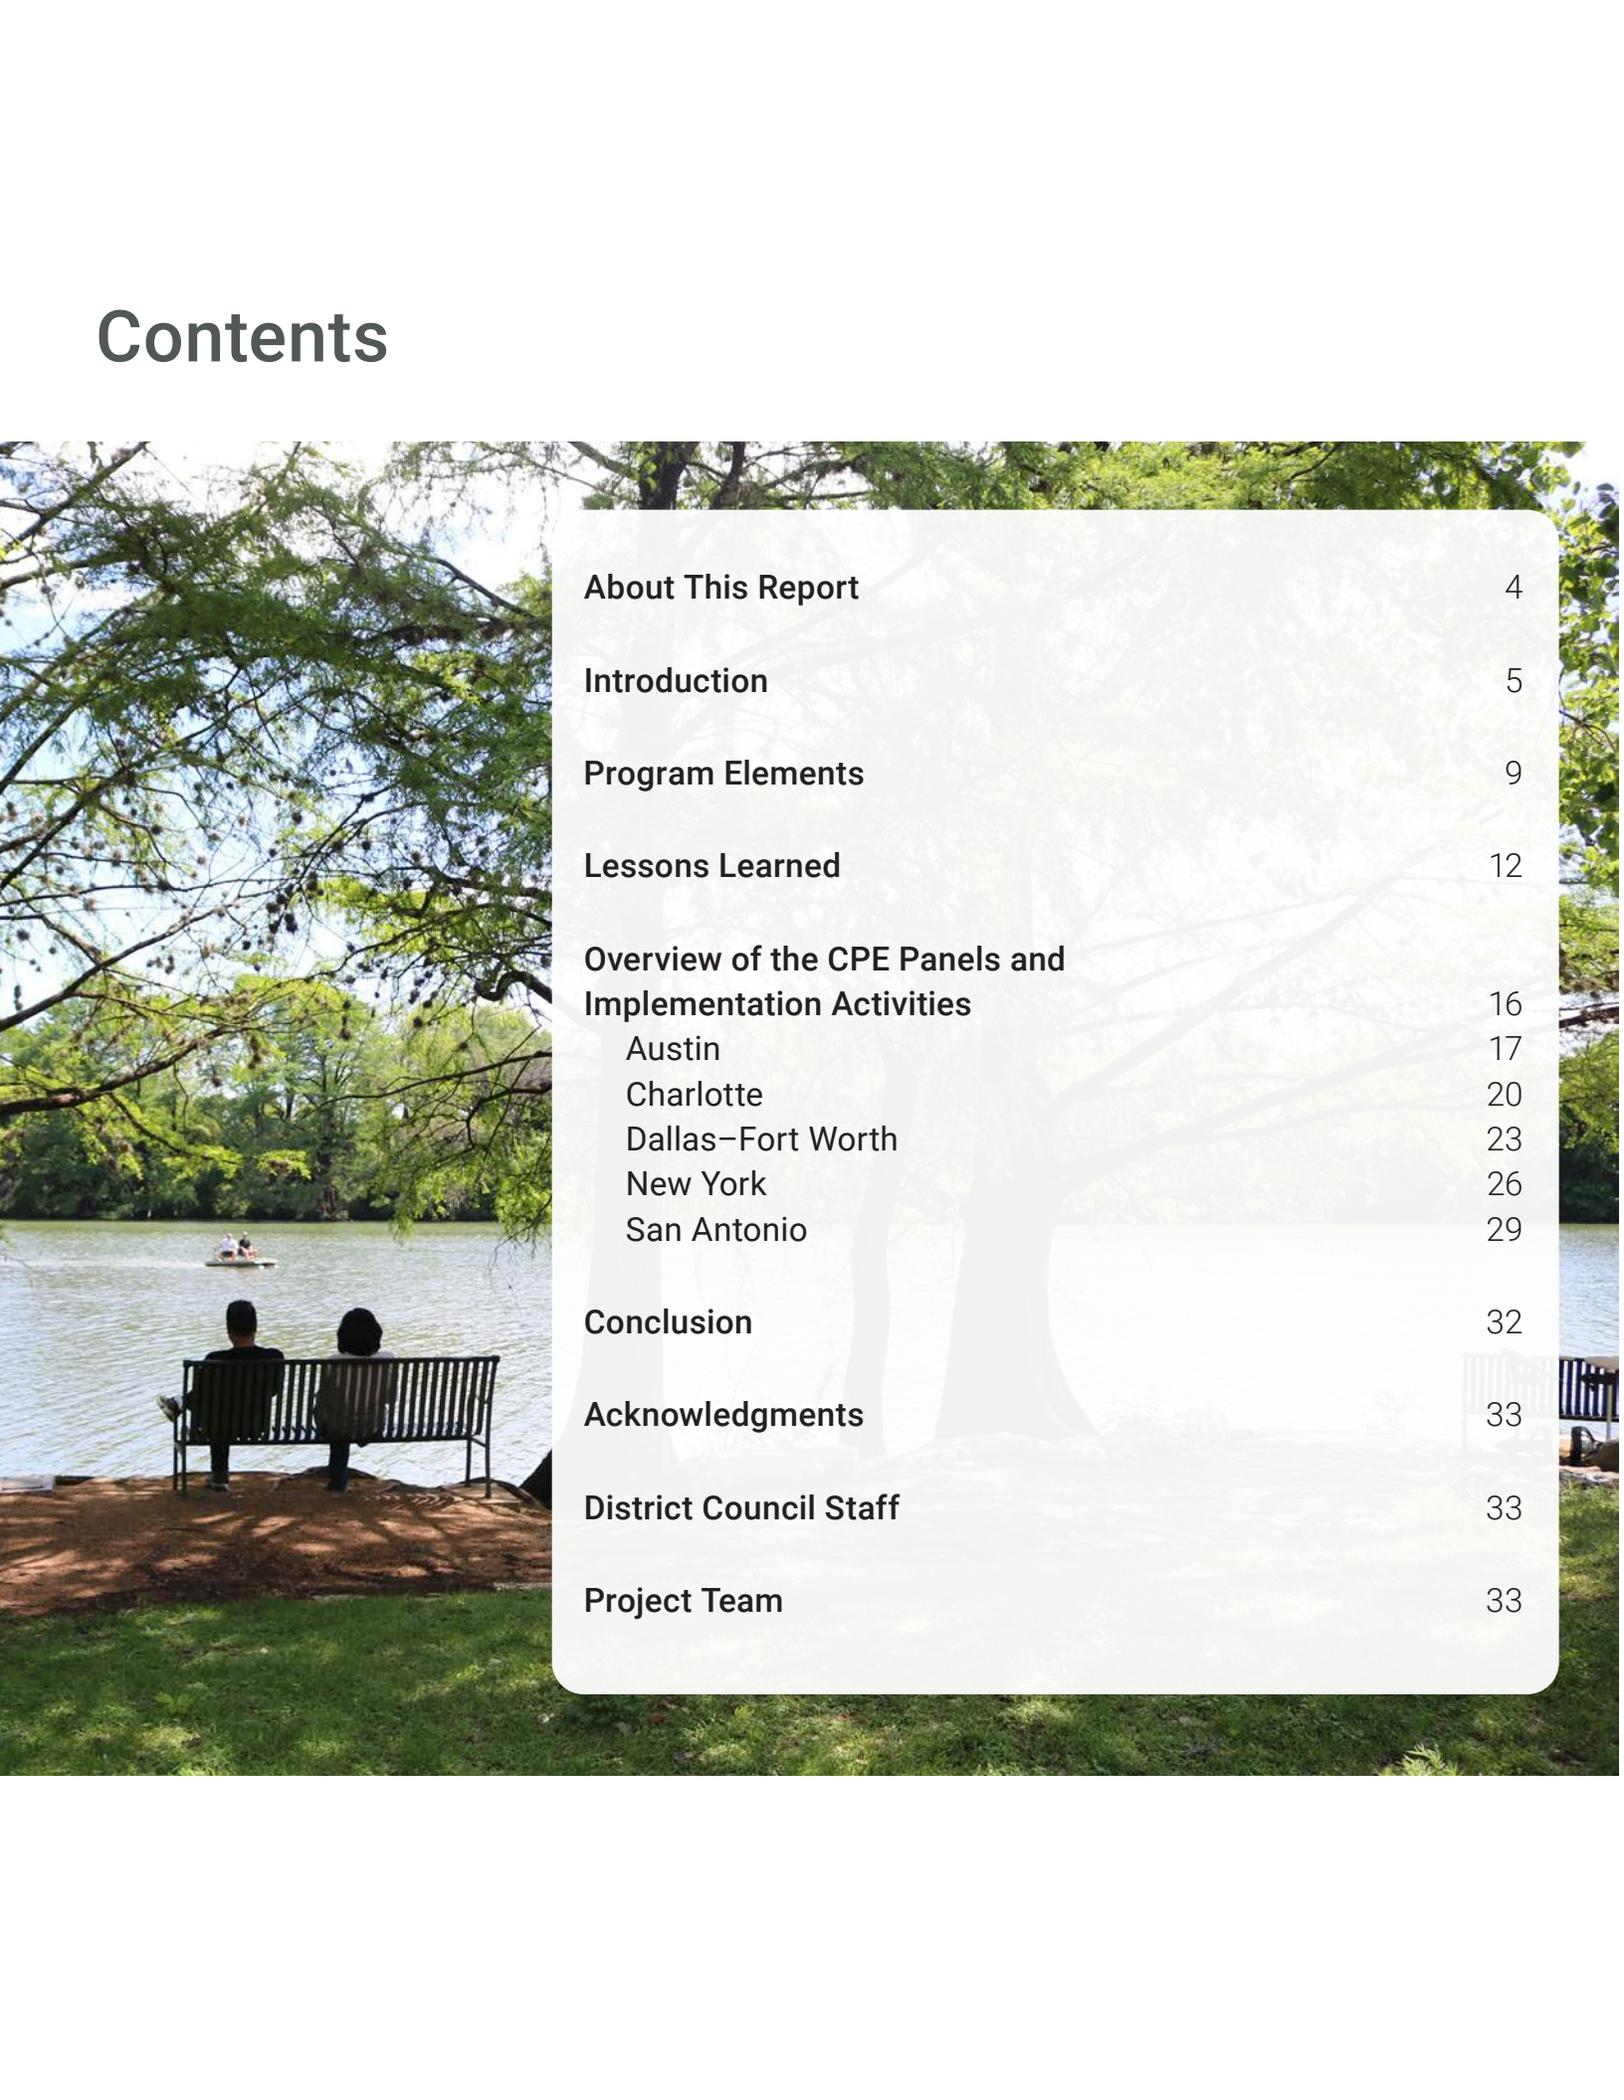 Contents
About This Report 4
Introduction 5
Program Elements 9
Lessons Learned 12
Overview of the CPE Panels and
Implementation Activities 16
Austin 17
Charlotte 20
Dallas–Fort Worth 23
New York 26
San Antonio 29
Conclusion 32
Acknowledgments 33
District Council Staff 33
Project Team 33